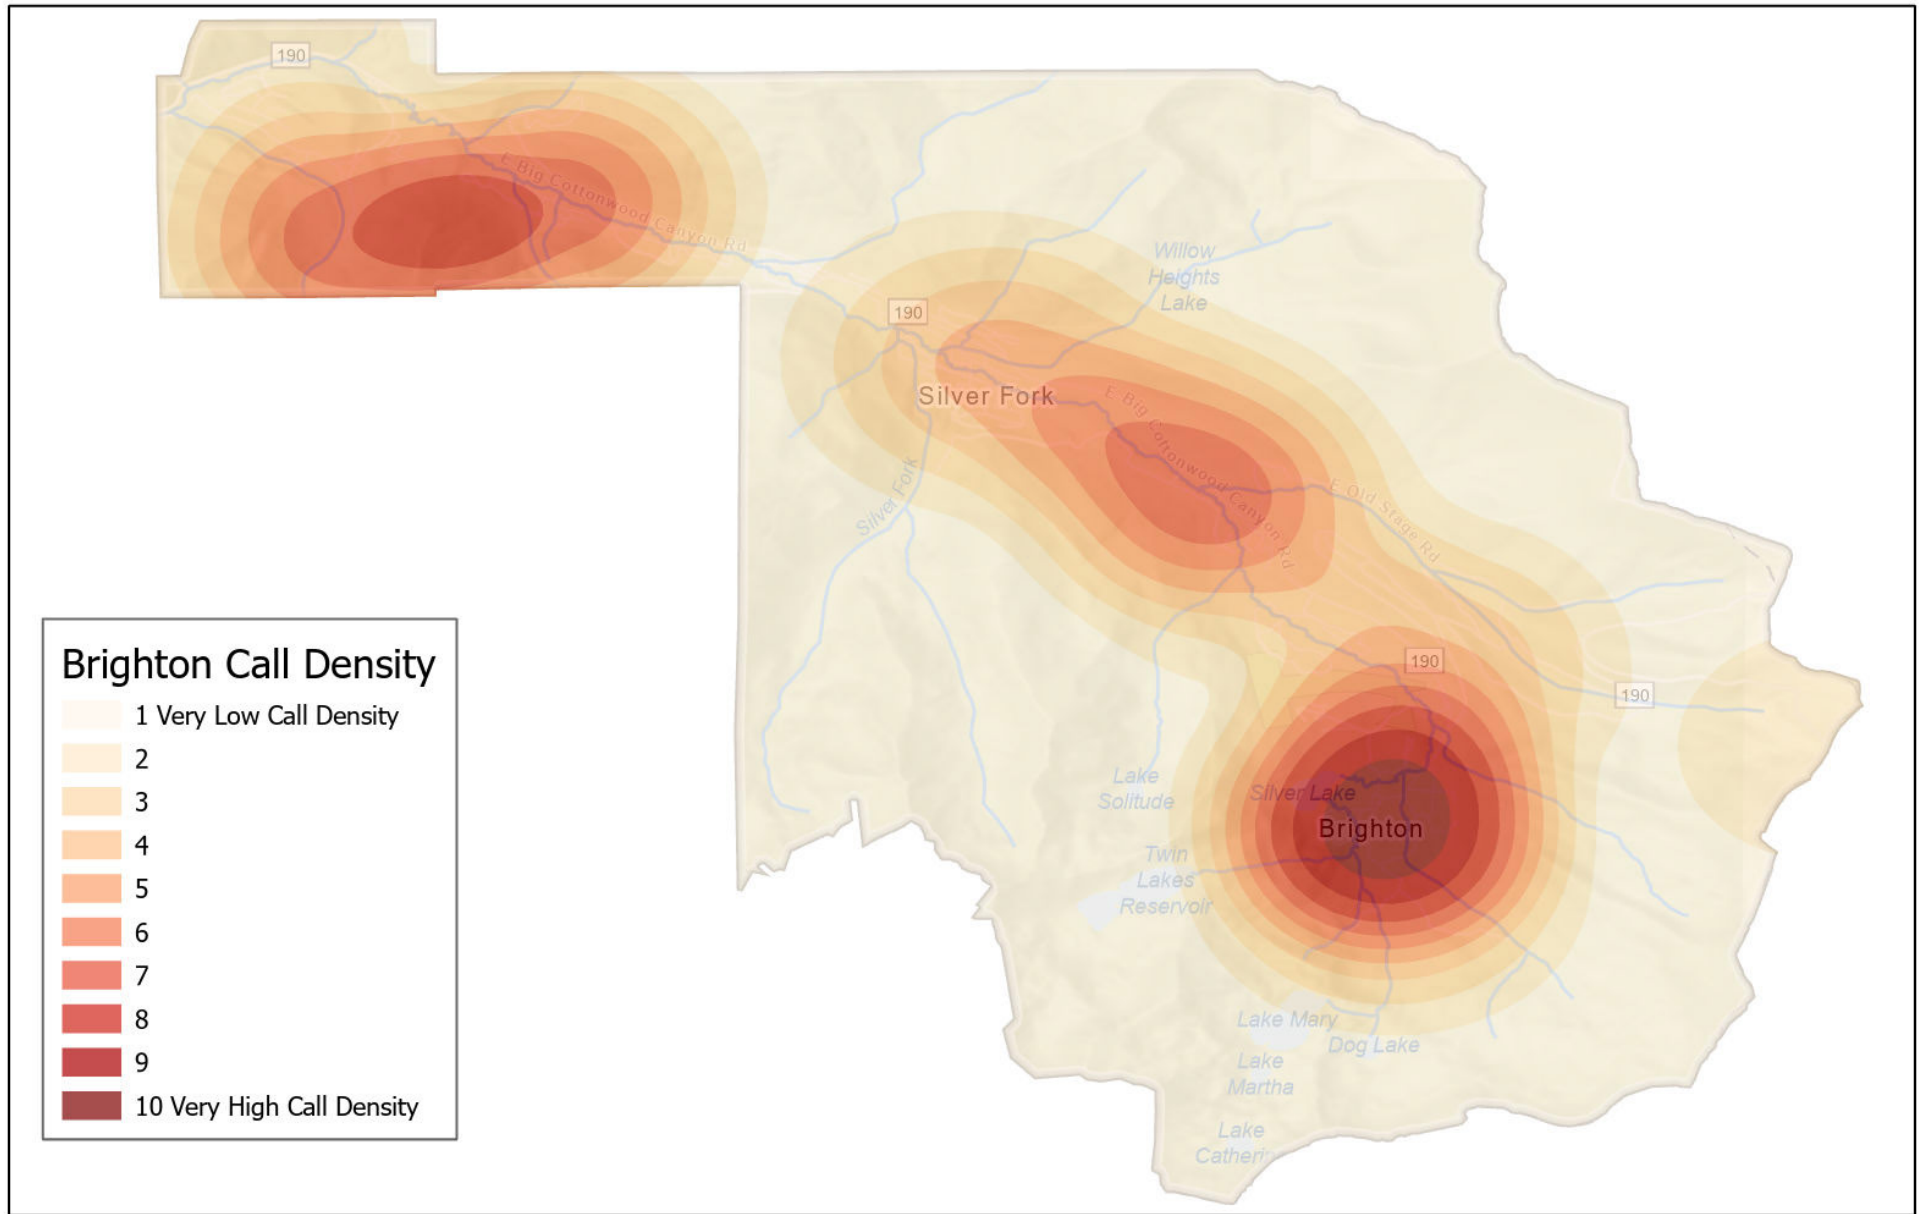 190
E Big Cottonwood Canyon Rd
Willow
Heights
Lake
190
Silver Fork
E Big Cottonwood Canyon Rd
Silver Fork
E Old Stage Rd
190
190
Lake
Solitude
Silver Lake
Brighton
Twin
Lakes
Reservoir
Lake Mary
Dog Lake
Lake
Martha
Lake
Catherin
Brighton Call Density
1 Very Low Call Density
2
3
4
5
6
7
8
9
10 Very High Call Density